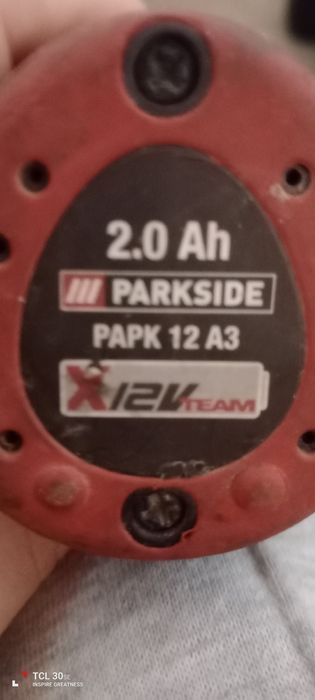 2.0 Ah
PARKSIDE
PAPK 12 A3
X12V TEAM
TCL 30
INSPIRE GREATNESS